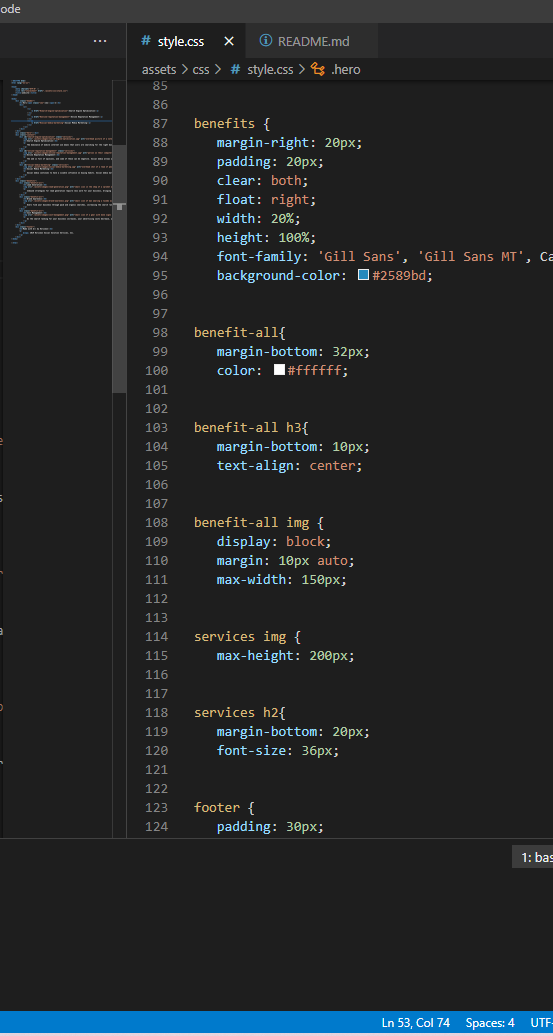 ode
... # style.css × README.md
assets > css > # style.css > .hero
85
86
87 benefits {
88 margin-right: 20px;
89 padding: 20px;
90 clear: both;
91 float: right;
92 width: 20%;
93 height: 100%;
94 font-family: 'Gill Sans', 'Gill Sans MT', Ca
95 background-color: #2589bd;
96
97
98 benefit-all{
99 margin-bottom: 32px;
100 color: #ffffff;
101
102
103 benefit-all h3{
104 margin-bottom: 10px;
105 text-align: center;
106
107
108 benefit-all img {
109 display: block;
110 margin: 10px auto;
111 max-width: 150px;
112
113
114 services img {
115 max-height: 200px;
116
117
118 services h2{
119 margin-bottom: 20px;
120 font-size: 36px;
121
122
123 footer {
124 padding: 30px;
1: bas
Ln 53, Col 74 Spaces: 4 UTF-